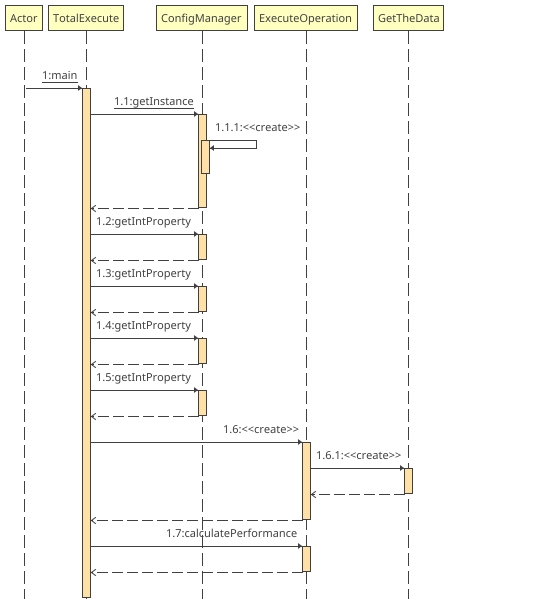 Actor TotalExecute ConfigManager ExecuteOperation GetTheData
1:main
1.1:getInstance
1.1.1:<<create>>
1.2:getIntProperty
1.3:getIntProperty
1.4:getIntProperty
1.5:getIntProperty
1.6:<<create>>
1.6.1:<<create>>
1.7:calculatePerformance